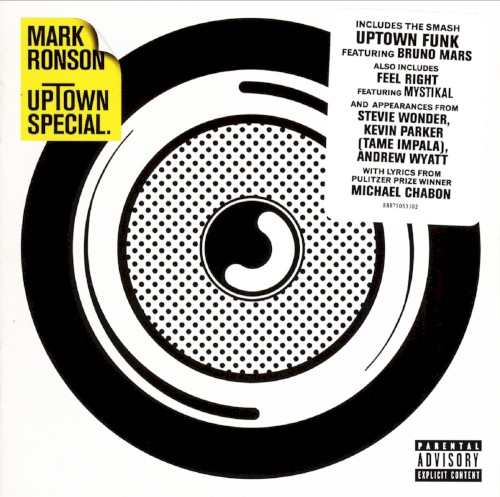 MARK
RONSON
UPTOWN
SPECIAL.
INCLUDES THE SMASH
UPTOWN FUNK
FEATURING BRUNO MARS
ALSO INCLUDES
FEEL RIGHT
FEATURING MYSTIKAL
AND APPEARANCES FROM
STEVIE WONDER,
KEVIN PARKER
(TAME IMPALA),
ANDREW WYATT
WITH LYRICS FROM
PULITZER PRIZE WINNER
MICHAEL CHABON
88875053102
PARENTAL
ADVISORY
EXPLICIT CONTENT